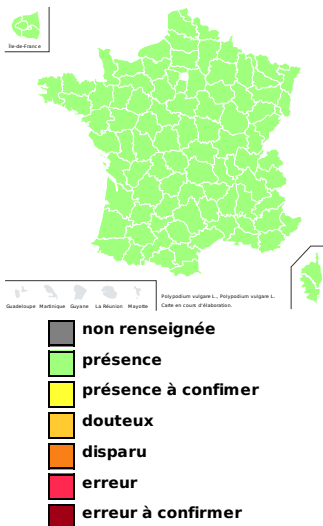 Île-de-France
Guadeloupe Martinique Guyane La Réunion Mayotte
Polypodium vulgare L., Polypodium vulgare L.
Carte en cours d'élaboration.
non renseignée
présence
présence à confimer
douteux
disparu
erreur
erreur à confirmer